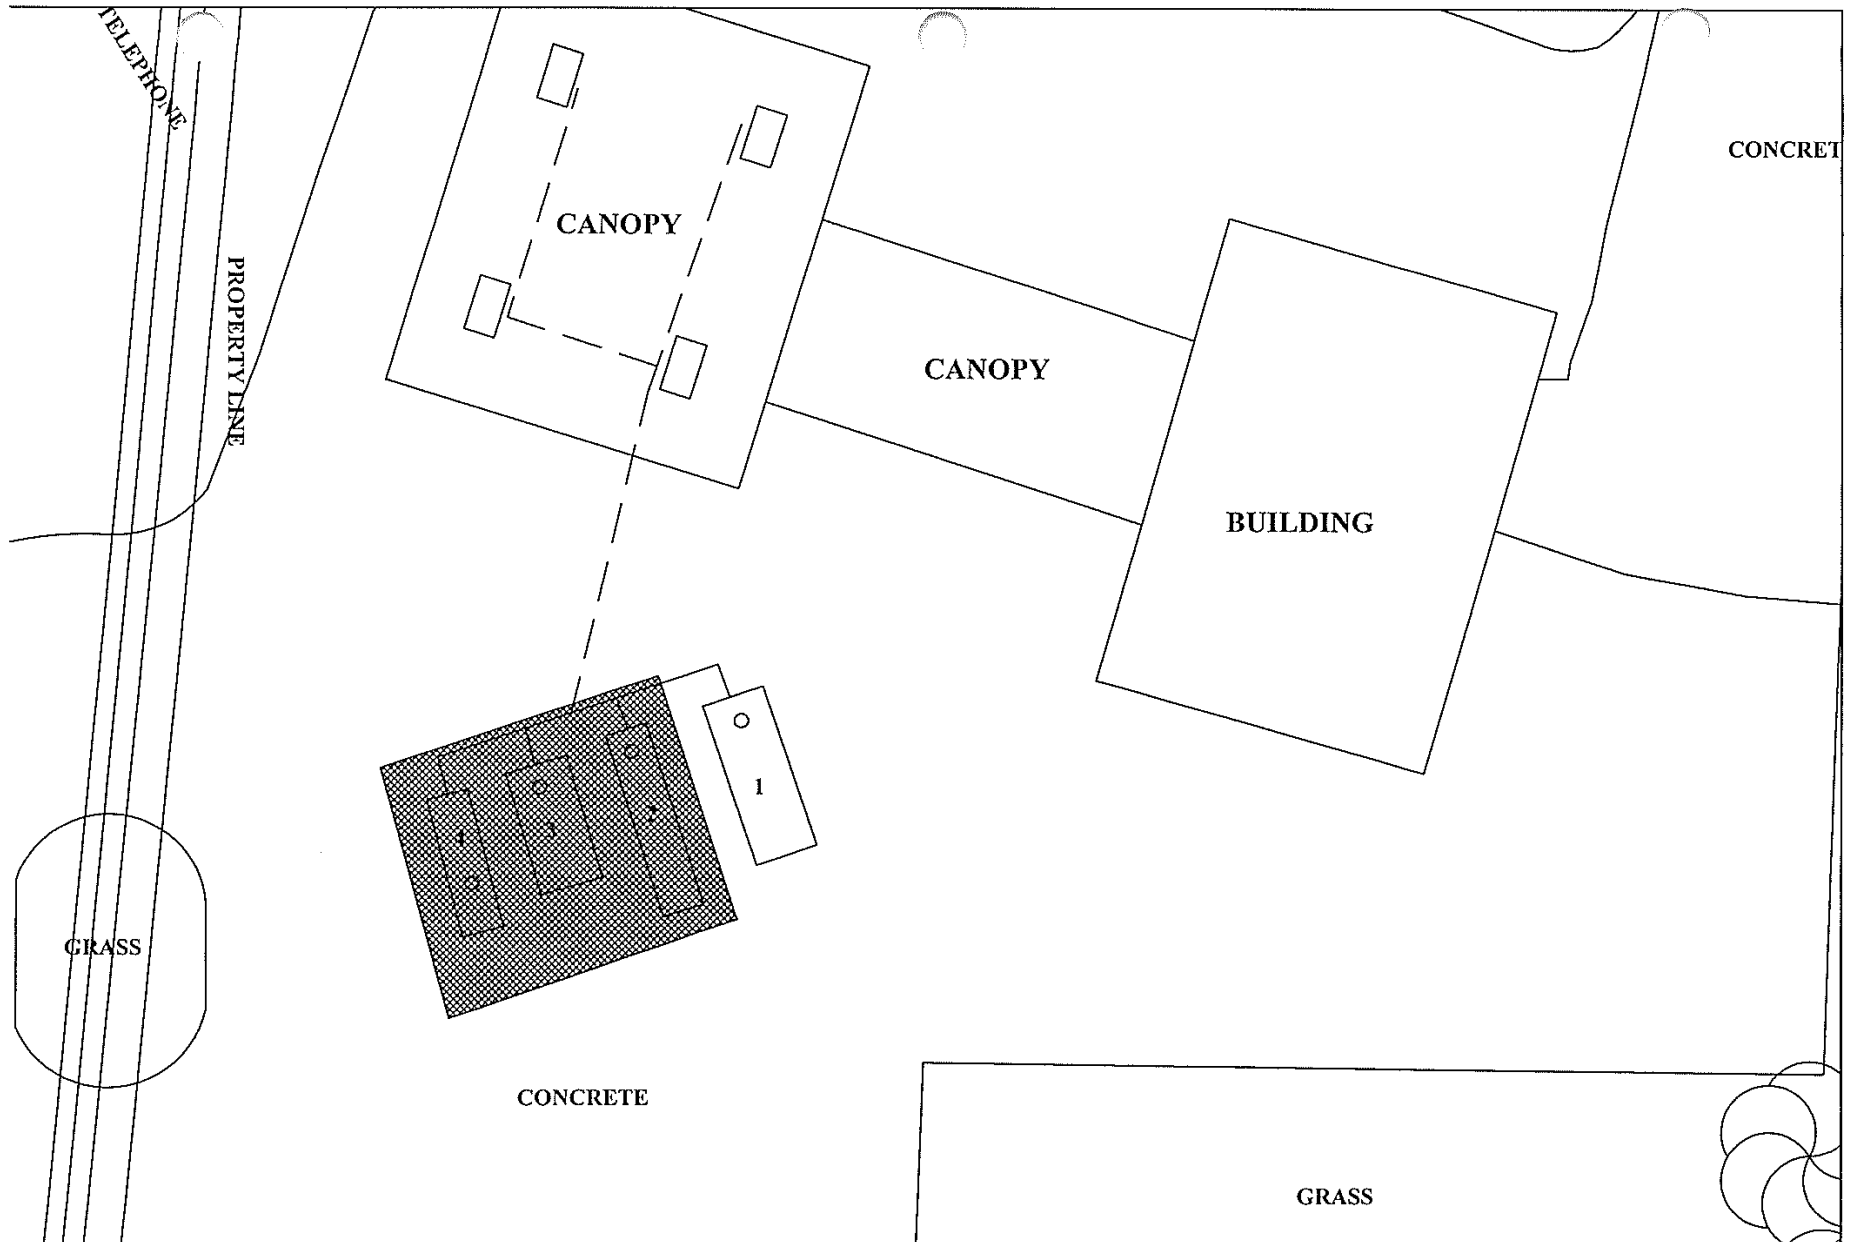 TELEPHONE
CONCRET
CANOPY
PROPERTY LINE
CANOPY
BUILDING
1
2
3
4
GRASS
CONCRETE
GRASS